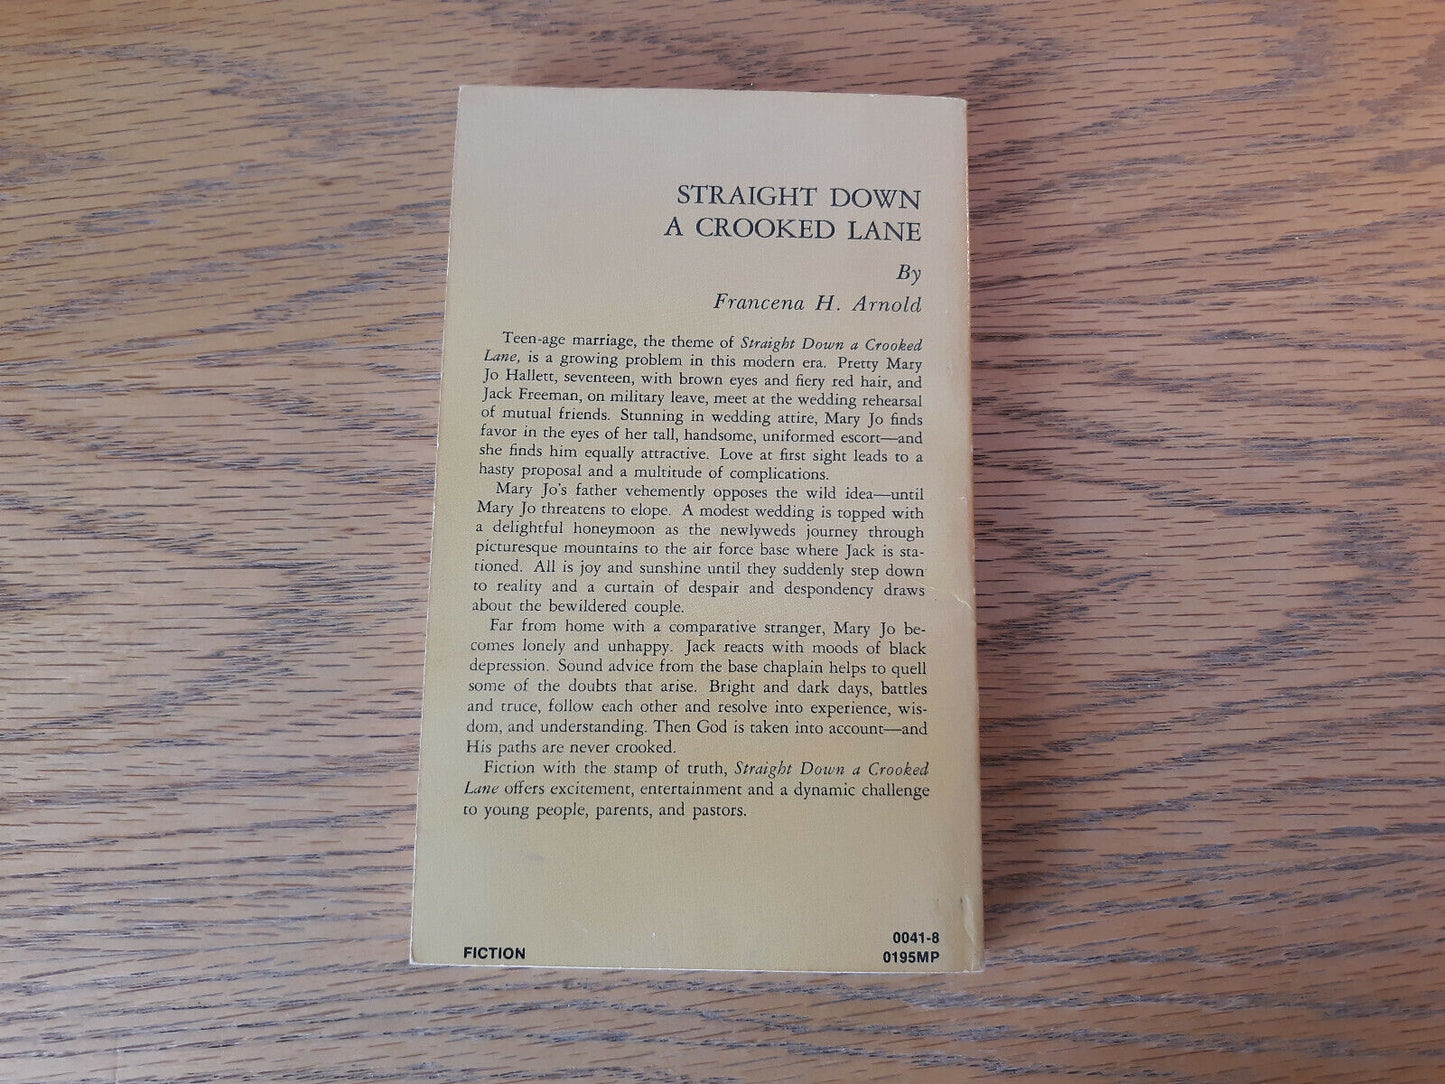 STRAIGHT DOWN
A CROOKED LANE
By
Francena H. Arnold
Teen-age marriage, the theme of Straight Down a Crooked
Lane, is a growing problem in this modern era. Pretty Mary
Jo Hallett, seventeen, with brown eyes and fiery red hair, and
Jack Freeman, on military leave, meet at the wedding rehearsal
of mutual friends. Stunning in wedding attire, Mary Jo finds
favor in the eyes of her tall, handsome, uniformed escort—and
she finds him equally attractive. Love at first sight leads to a
hasty proposal and a multitude of complications.
Mary Jo's father vehemently opposes the wild idea—until
Mary Jo threatens to elope. A modest wedding is topped with
a delightful honeymoon as the newlyweds journey through
picturesque mountains to the air force base where Jack is sta-
tioned. All is joy and sunshine until they suddenly step down
to reality and a curtain of despair and despondency draws
about the bewildered couple.
Far from home with a comparative stranger, Mary Jo be-
comes lonely and unhappy. Jack reacts with moods of black
depression. Sound advice from the base chaplain helps to quell
some of the doubts that arise. Bright and dark days, battles
and truce, follow each other and resolve into experience, wis-
dom, and understanding. Then God is taken into account—and
His paths are never crooked.
Fiction with the stamp of truth, Straight Down a Crooked
Lane offers excitement, entertainment and a dynamic challenge
to young people, parents, and pastors.
FICTION
0041-8
0195MP